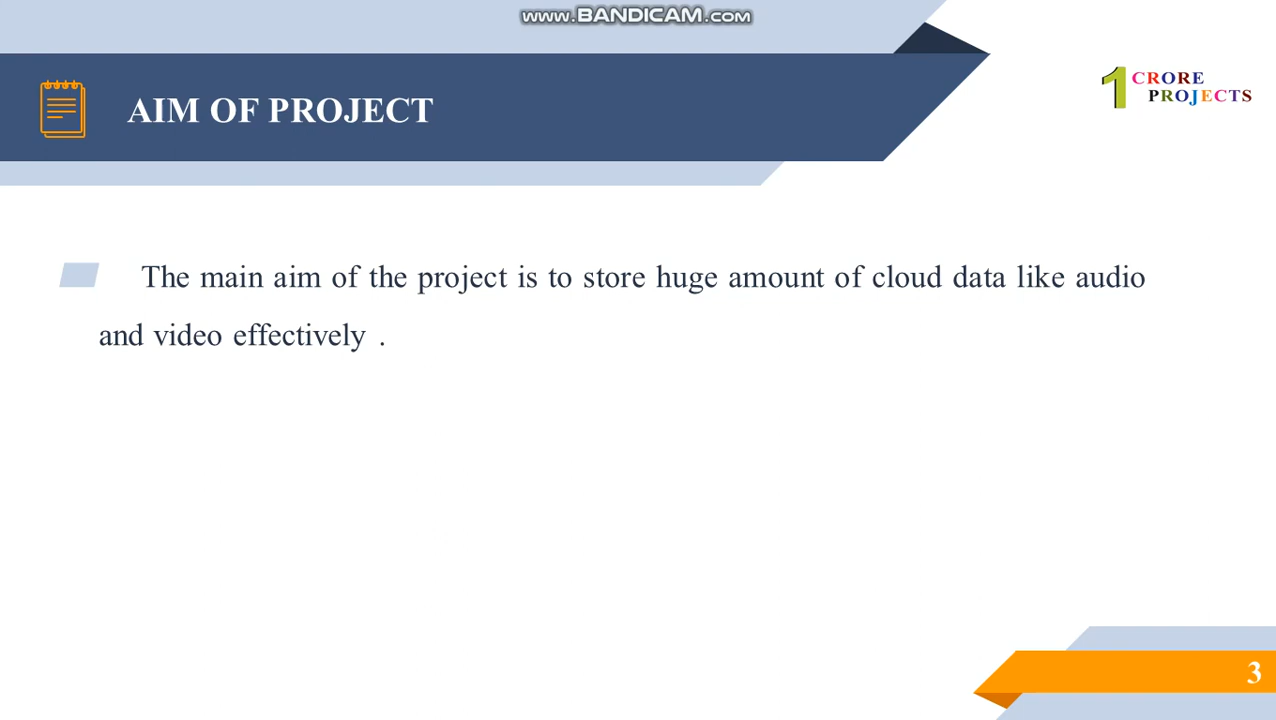 www.BANDICAM.com
AIM OF PROJECT
1 CRORE
PROJECTS
The main aim of the project is to store huge amount of cloud data like audio
and video effectively .
3